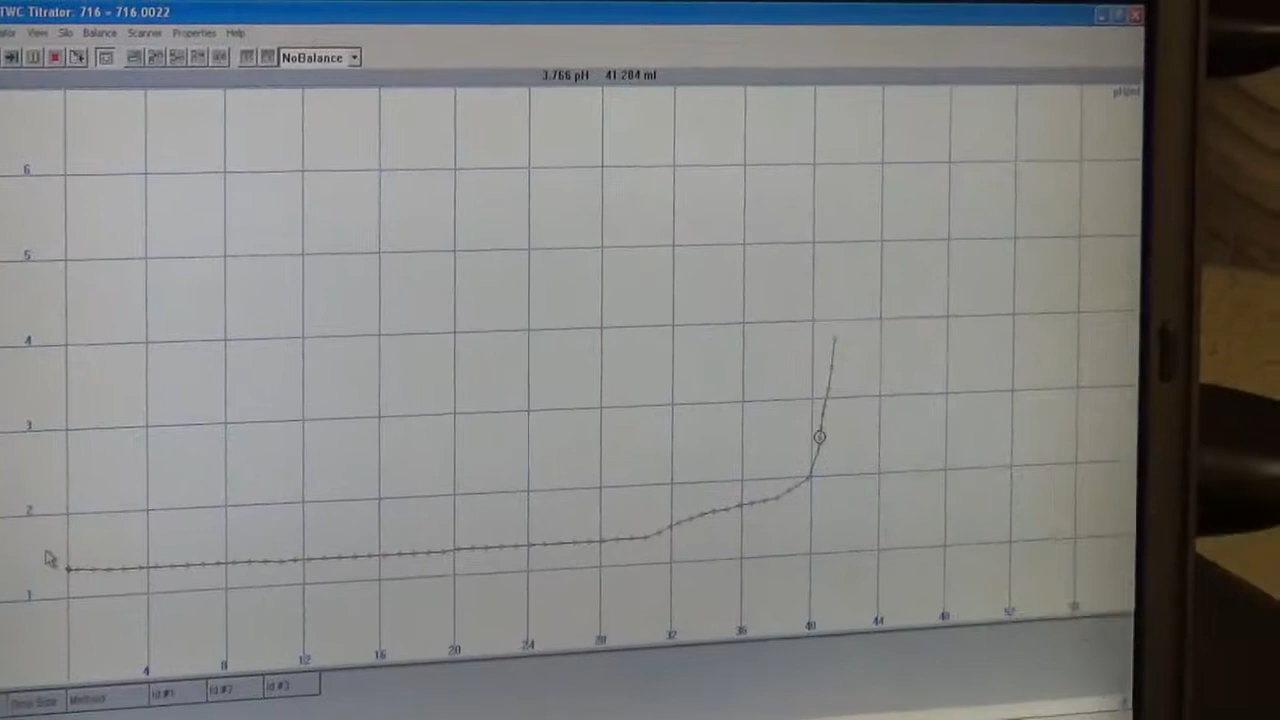 TWC Titrator: 716 - 716.0022
View Silo Balance Scanner Properties Help
NoBalance
3.766 pH 41.204 ml
pH/ml
6
5
4
3
2
1
4 8 12 16 20 24 28 32 36 40 44 48 52
Method Id #1 Id #2 Id #3